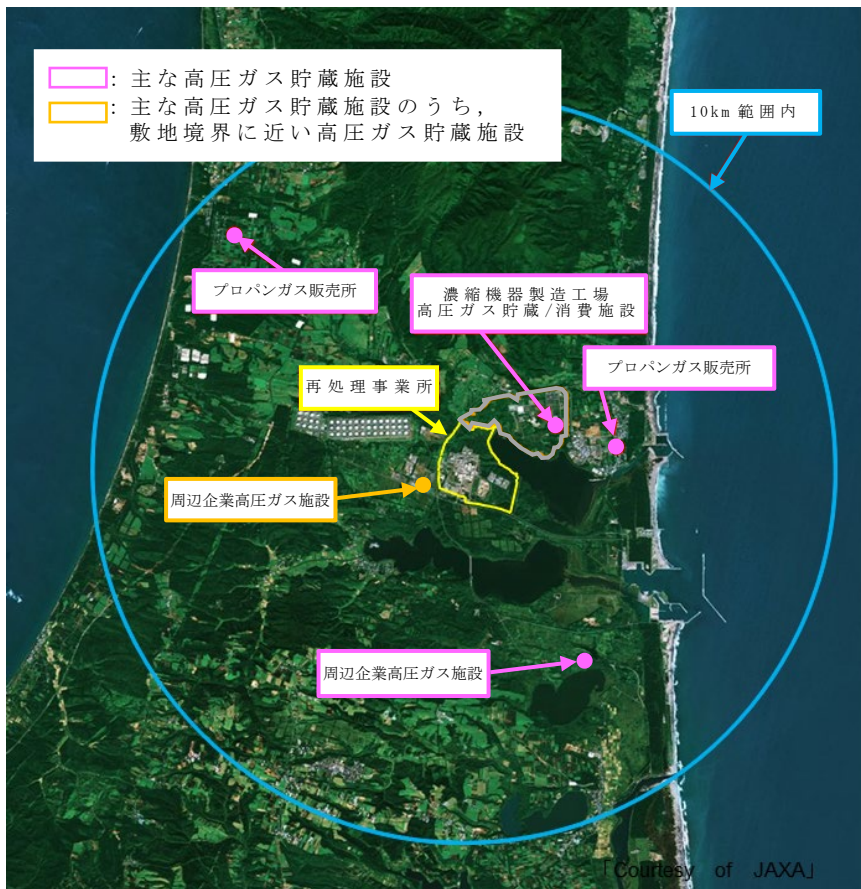 ：主な高圧ガス貯蔵施設
：主な高圧ガス貯蔵施設のうち，
敷地境界に近い高圧ガス貯蔵施設
10km範囲内
プロパンガス販売所
濃縮機器製造工場
高圧ガス貯蔵/消費施設
プロパンガス販売所
再処理事業所
周辺企業高圧ガス施設
周辺企業高圧ガス施設
「Courtesy of JAXA」